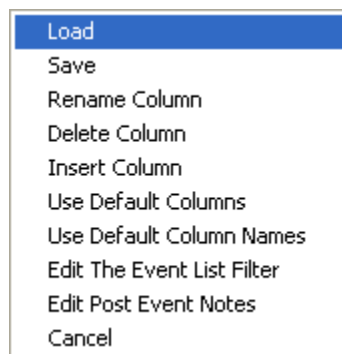 Load
Save
Rename Column
Delete Column
Insert Column
Use Default Columns
Use Default Column Names
Edit The Event List Filter
Edit Post Event Notes
Cancel